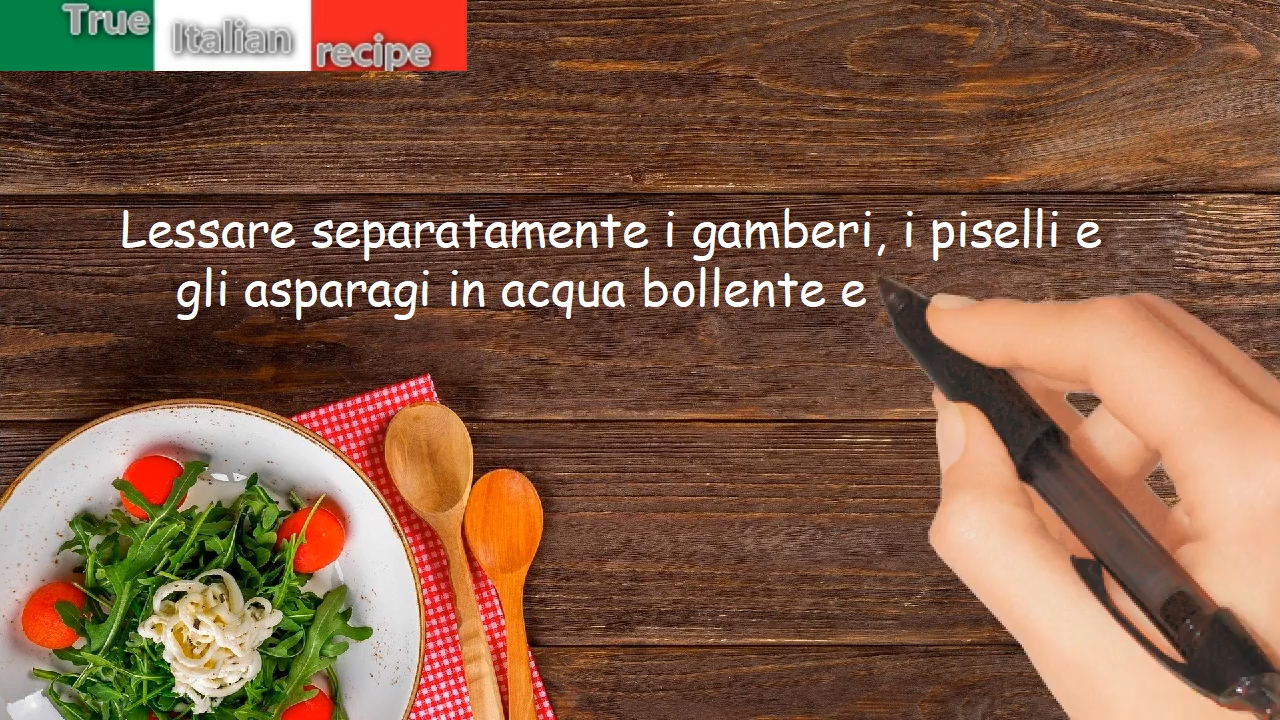 True Italian recipe
Lessare separatamente i gamberi, i piselli e
gli asparagi in acqua bollente e